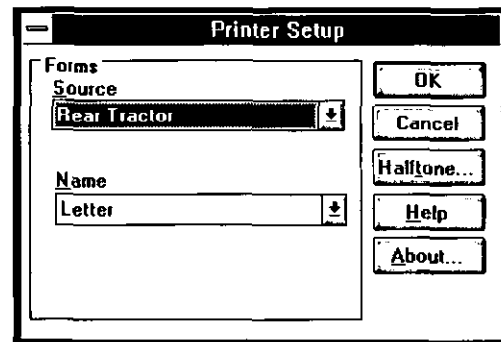 Printer Setup
Forms
Source
Rear Tractor
Name
Letter
OK
Cancel
Halftone...
Help
About...